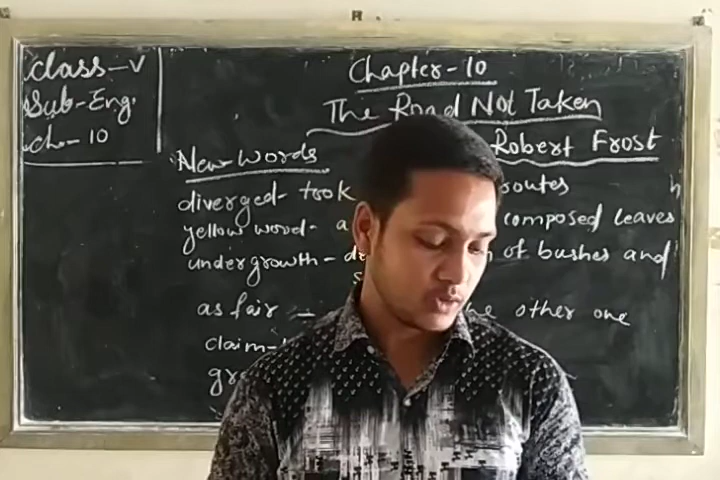 Class-V
Sub-Eng.
Ch-10
Chapter-10
The Road Not Taken
Robert Frost
New words
diverged- took routes
yellow wood- a composed leaves
undergrowth- of bushes and
as fair - the other one
claim-